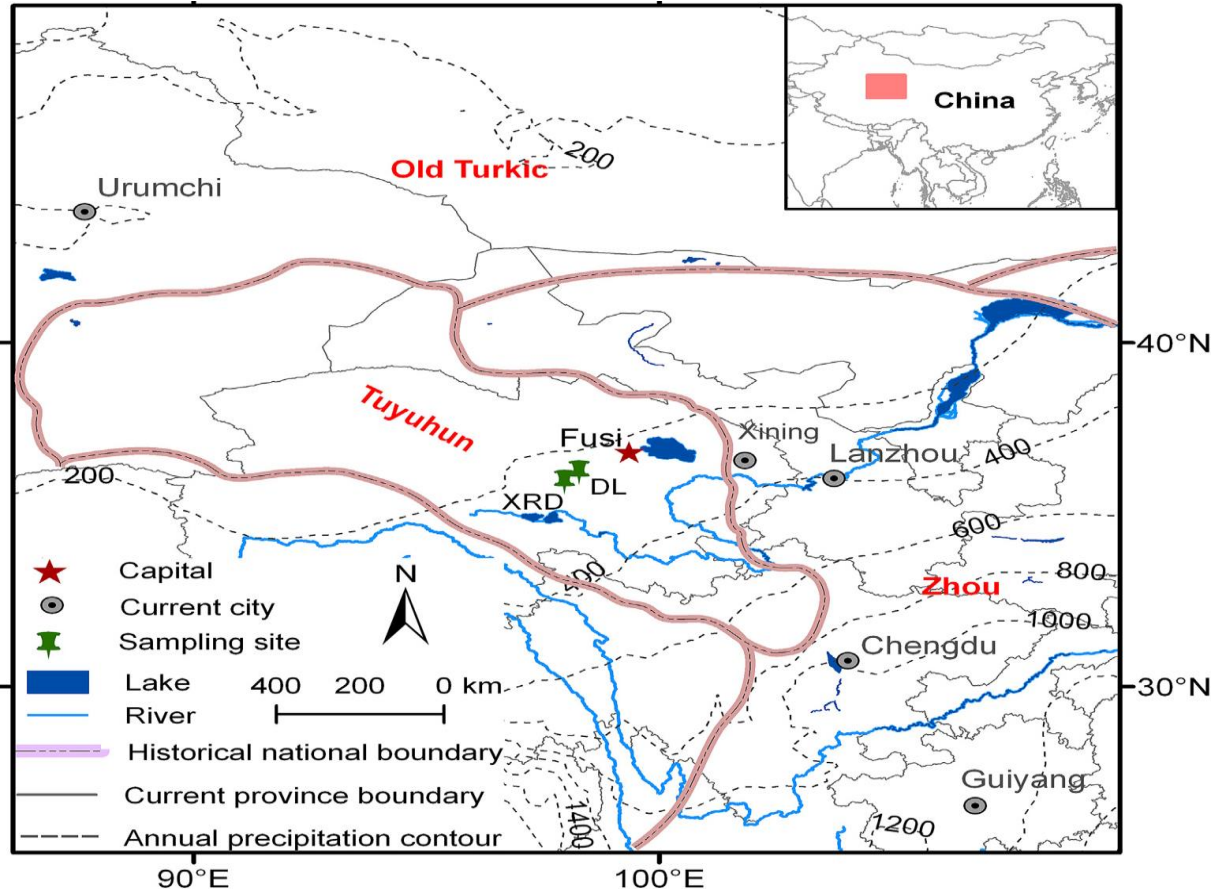 China
200
Old Turkic
Urumchi
40°N
Tuyuhun
Fusi
Xining
Lanzhou
400
200
DL
XRD
600
400
800
Zhou
1000
Chengdu
Capital
N
Current city
Sampling site
Lake
400 200 0 km
30°N
River
Historical national boundary
Guiyang
Current province boundary
1400
1200
Annual precipitation contour
90°E
100°E